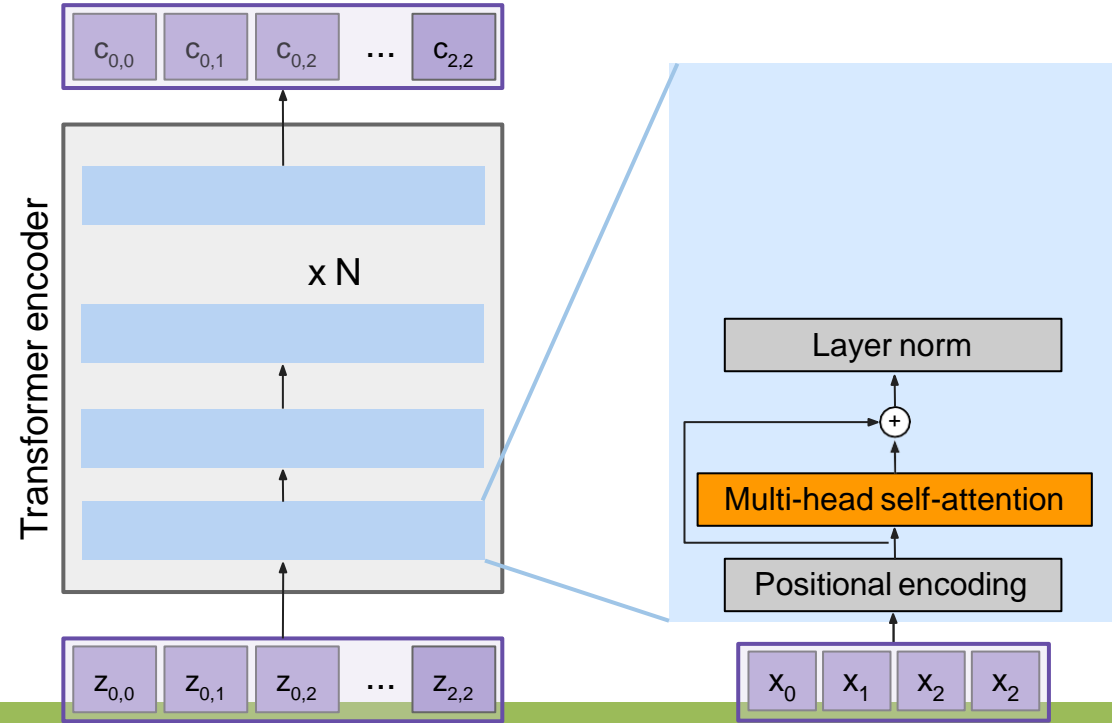 c0,0 c0,1 c0,2 ... c2,2
Transformer encoder
x N
z0,0 z0,1 z0,2 ... z2,2
Layer norm
+
Multi-head self-attention
Positional encoding
x0 x1 x2 x2